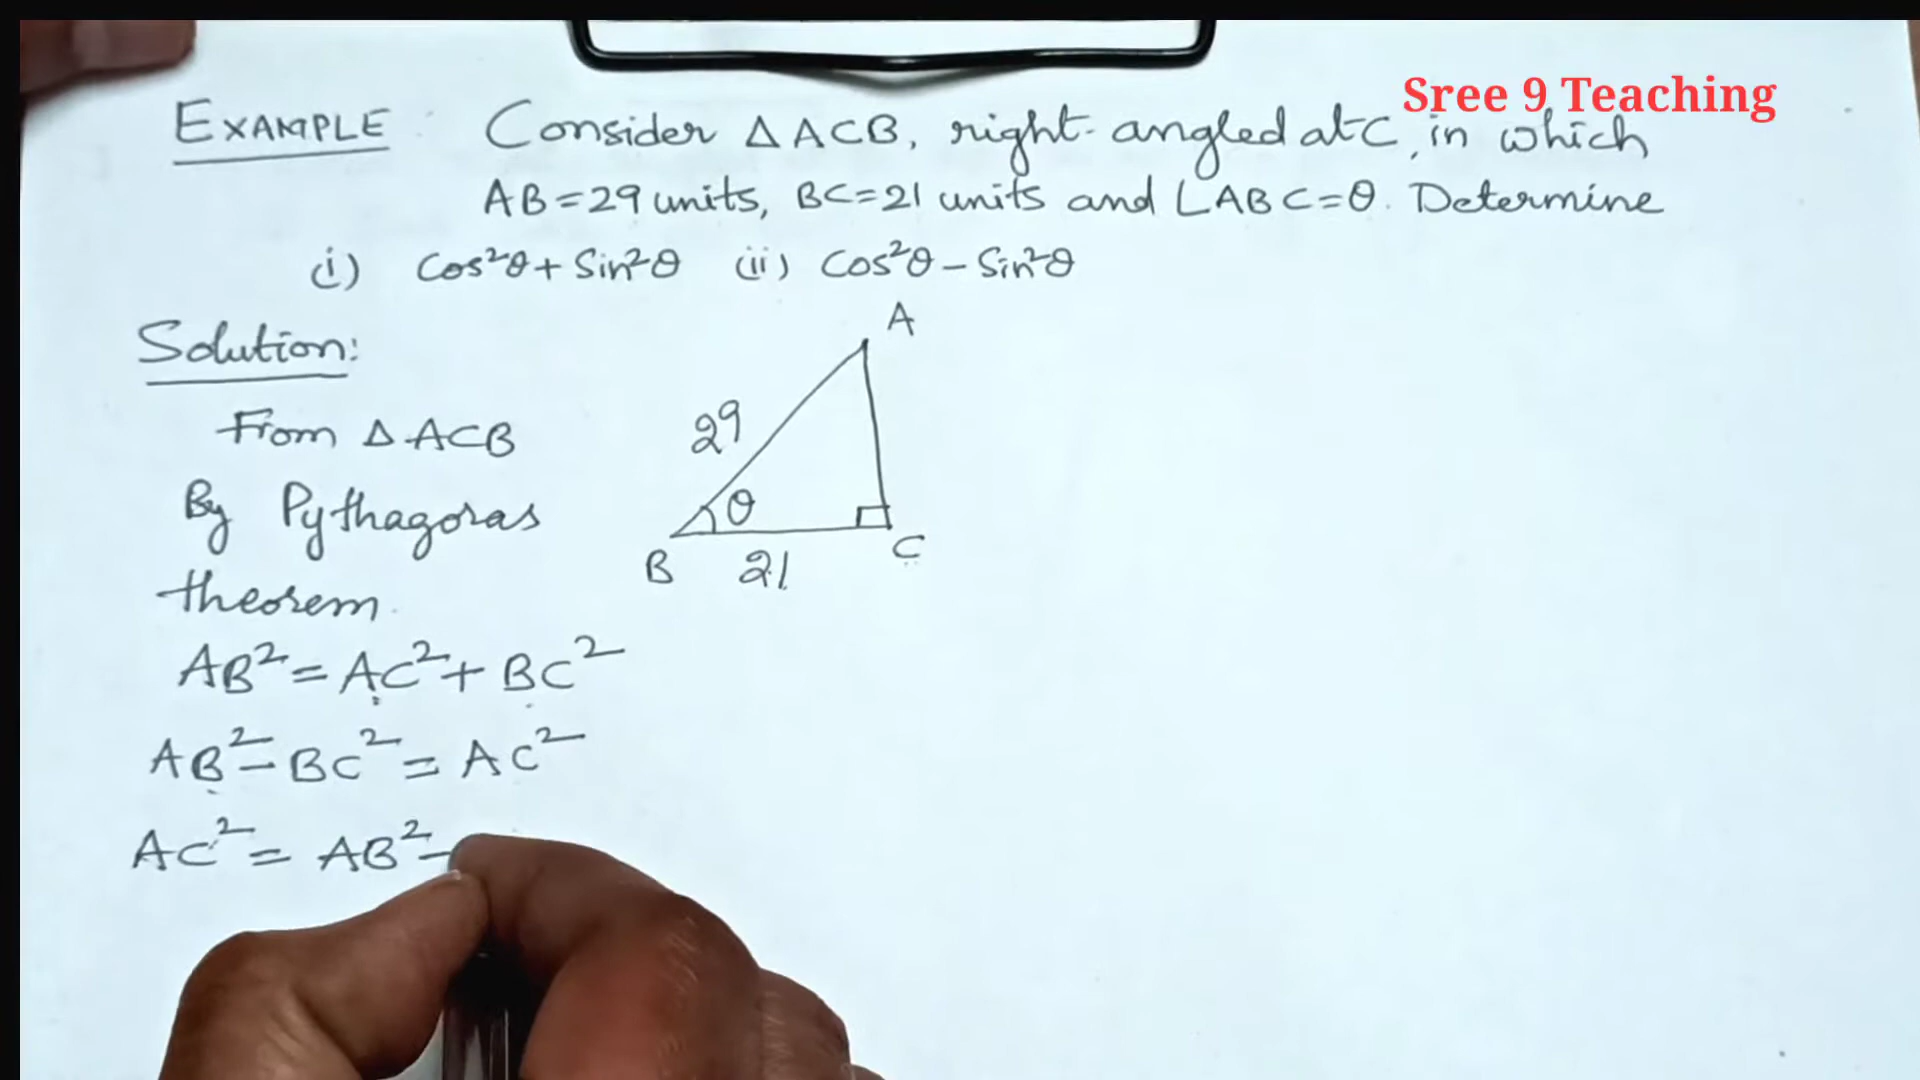 Sree 9 Teaching
EXAMPLE : Consider △ ACB, right-angled at C, in which
AB=29 units, BC=21 units and ∠ABC=θ. Determine
(i) Cos²θ + Sin²θ (ii) Cos²θ − Sin²θ
Solution:
From △ ACB
By Pythagoras
theorem.
AB² = AC² + BC²
AB² − BC² = AC²
AC² = AB² −
A
29
θ
B 21 C